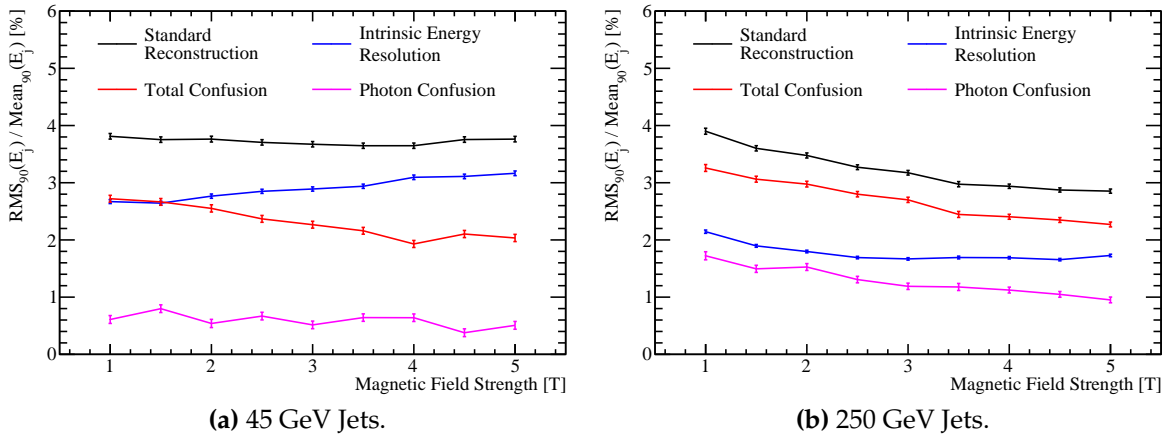 RMS90(Ej) / Mean90(Ej) [%]
6
5
4
3
2
1
0
Standard Reconstruction
Intrinsic Energy Resolution
Total Confusion
Photon Confusion
1 2 3 4 5
Magnetic Field Strength [T]
(a) 45 GeV Jets.
RMS90(Ej) / Mean90(Ej) [%]
6
5
4
3
2
1
0
Standard Reconstruction
Intrinsic Energy Resolution
Total Confusion
Photon Confusion
1 2 3 4 5
Magnetic Field Strength [T]
(b) 250 GeV Jets.